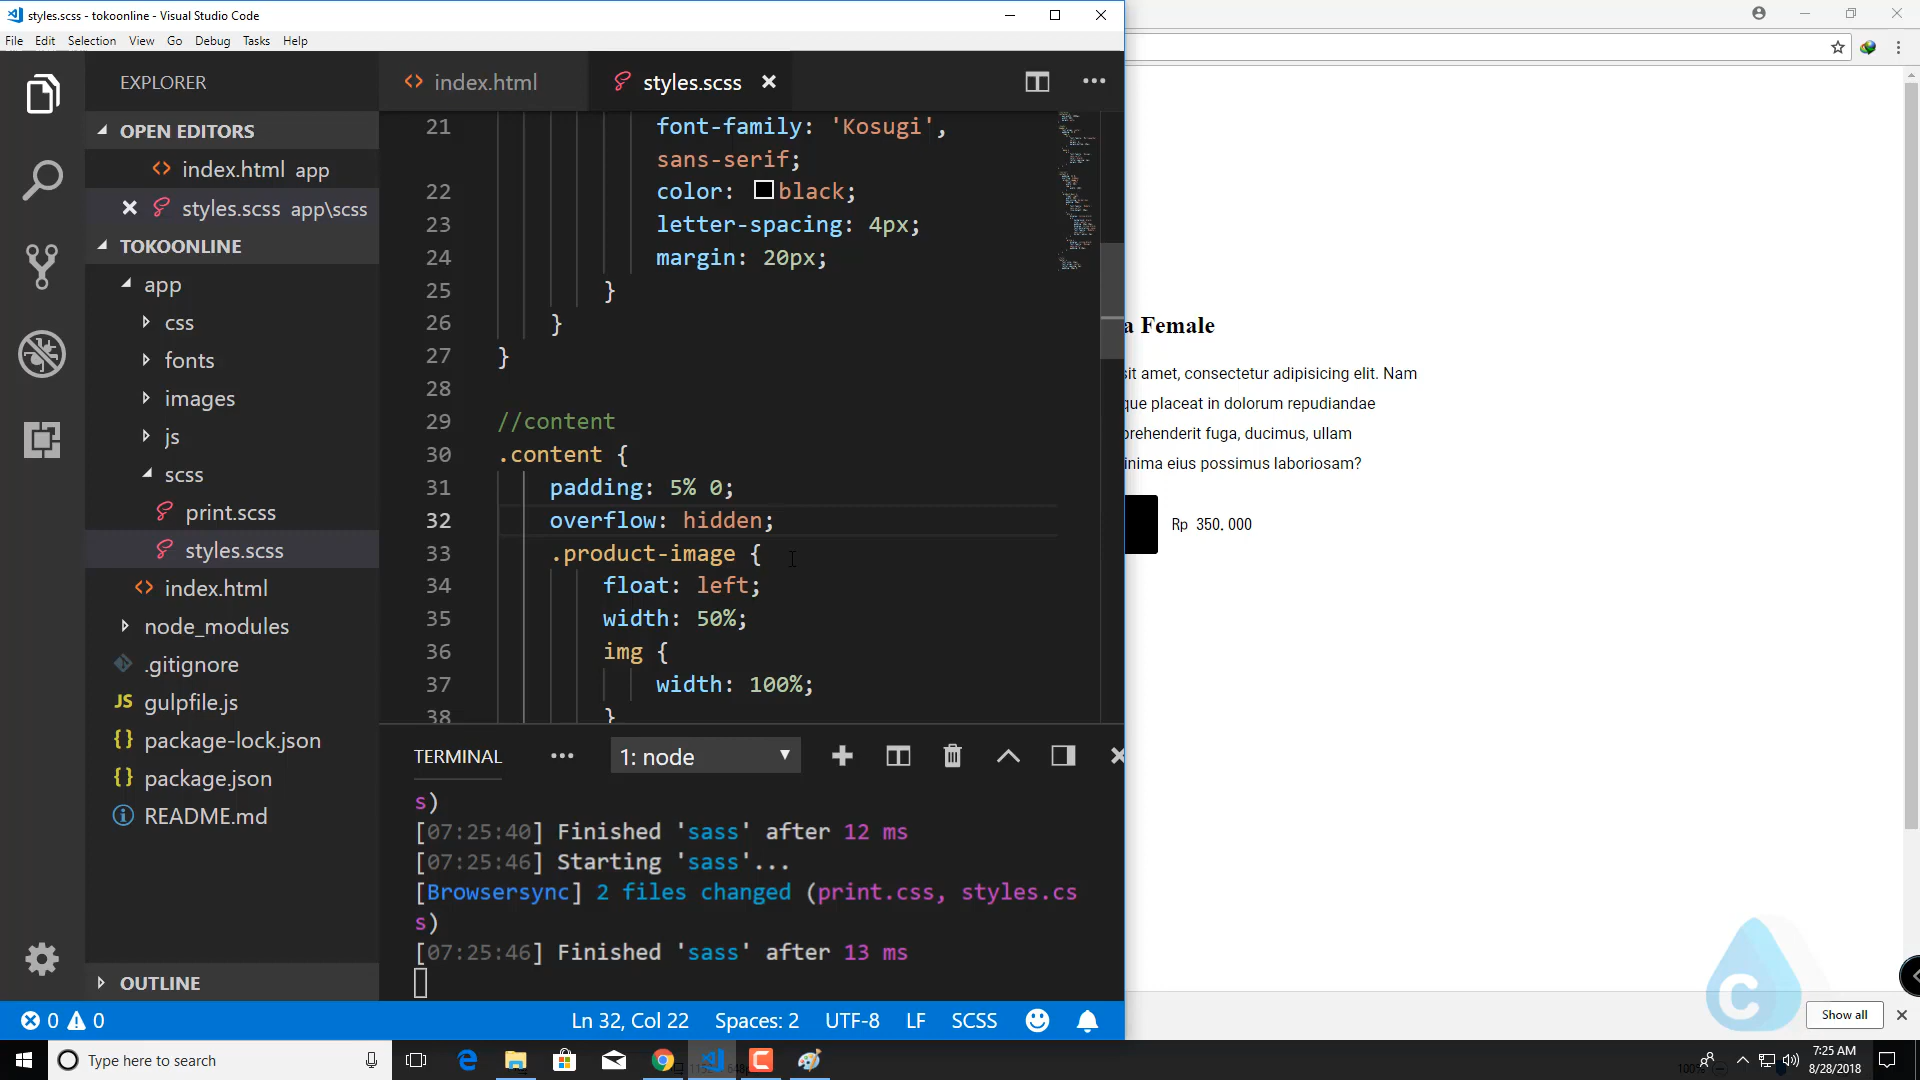 styles.scss - tokoonline - Visual Studio Code
File Edit Selection View Go Debug Tasks Help
EXPLORER
OPEN EDITORS
index.html app
styles.scss app\scss
TOKOONLINE
app
css
fonts
images
js
scss
print.scss
styles.scss
index.html
node_modules
.gitignore
JS gulpfile.js
{} package-lock.json
{} package.json
README.md
OUTLINE
<> index.html
styles.scss
21 font-family: 'Kosugi',
sans-serif;
22 color: black;
23 letter-spacing: 4px;
24 margin: 20px;
25 }
26 }
27 }
28
29 //content
30 .content {
31 padding: 5% 0;
32 overflow: hidden;
33 .product-image {
34 float: left;
35 width: 50%;
36 img {
37 width: 100%;
38 }
TERMINAL ... 1: node
s)
[07:25:40] Finished 'sass' after 12 ms
[07:25:46] Starting 'sass'...
[Browsersync] 2 files changed (print.css, styles.cs
s)
[07:25:46] Finished 'sass' after 13 ms
0 0 Ln 32, Col 22 Spaces: 2 UTF-8 LF SCSS
a Female
sit amet, consectetur adipisicing elit. Nam
que placeat in dolorum repudiandae
prehenderit fuga, ducimus, ullam
inima eius possimus laboriosam?
Rp 350.000
C
Show all
Type here to search
100%
7:25 AM
8/28/2018